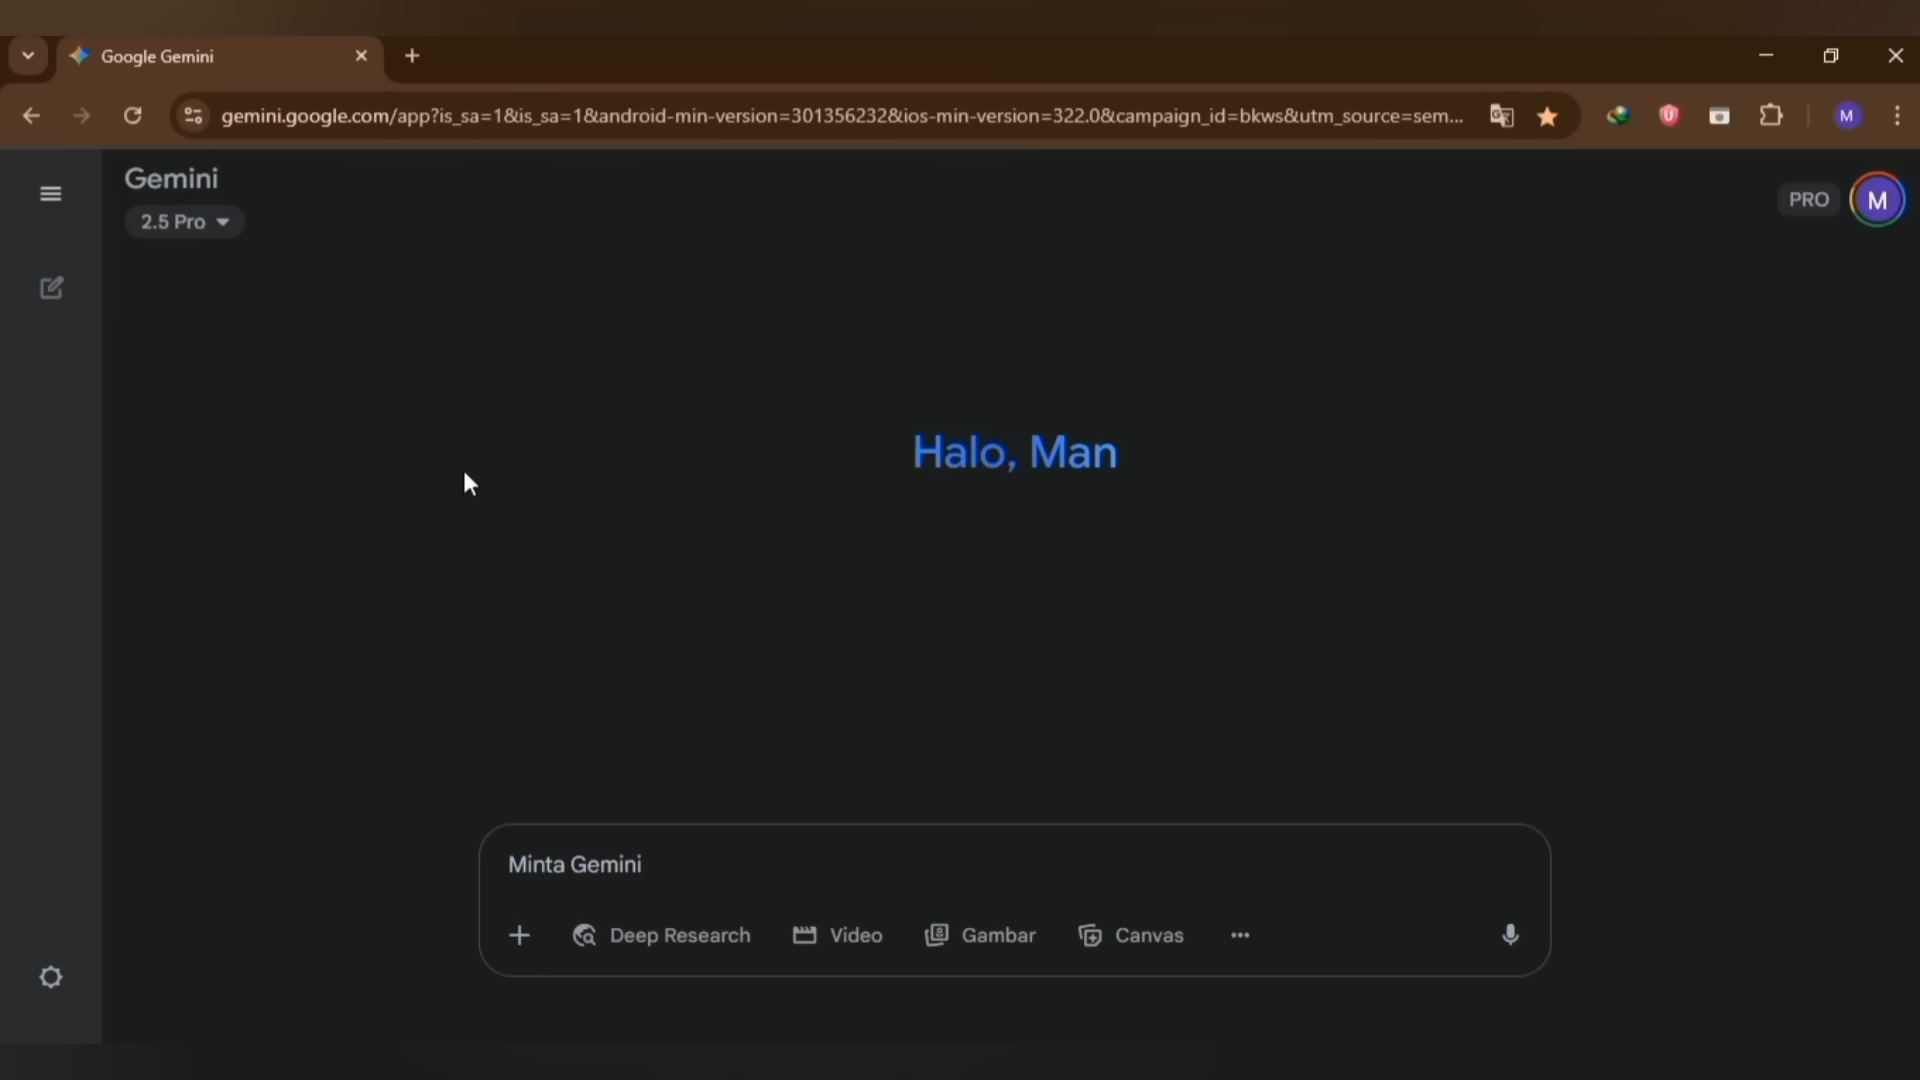 Google Gemini
gemini.google.com/app?is_sa=1&is_sa=1&android-min-version=301356232&ios-min-version=322.0&campaign_id=bkws&utm_source=sem...
M
Gemini
PRO
M
2.5 Pro
Halo, Man
Minta Gemini
Deep Research
Video
Gambar
Canvas